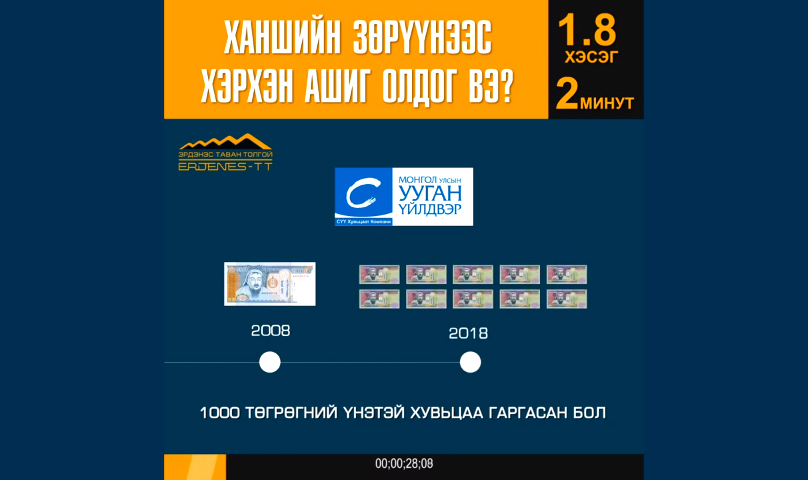 ХАНШИЙН ЗӨРҮҮНЭЭС
ХЭРХЭН АШИГ ОЛДОГ ВЭ?
1.8
ХЭСЭГ
2 МИНУТ
ЭРДЭНЭС ТАВАН ТОЛГОЙ
ERDENES-TT
МОНГОЛ УЛСЫН
УУГАН
ҮЙЛДВЭР
СҮҮ Хувьцаат Компани
2008
2018
1000 ТӨГРӨГНИЙ ҮНЭТЭЙ ХУВЬЦАА ГАРГАСАН БОЛ
00;00;28;08